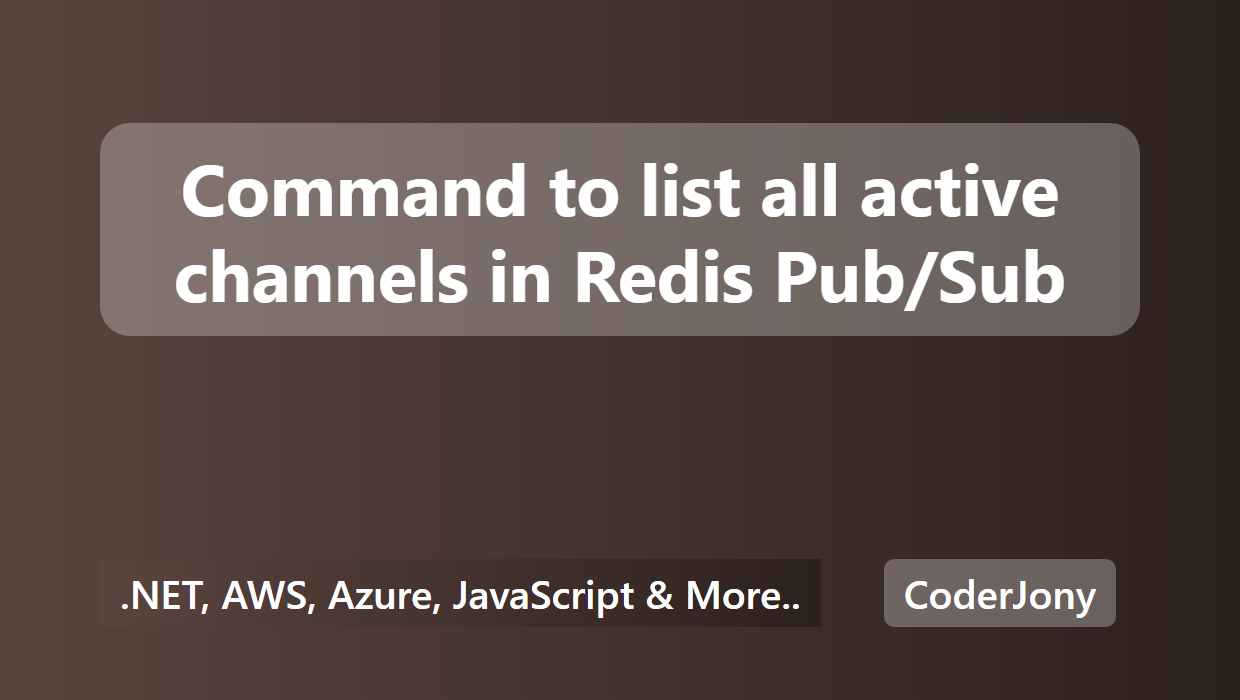 Command to list all active
channels in Redis Pub/Sub
.NET, AWS, Azure, JavaScript & More..
CoderJony